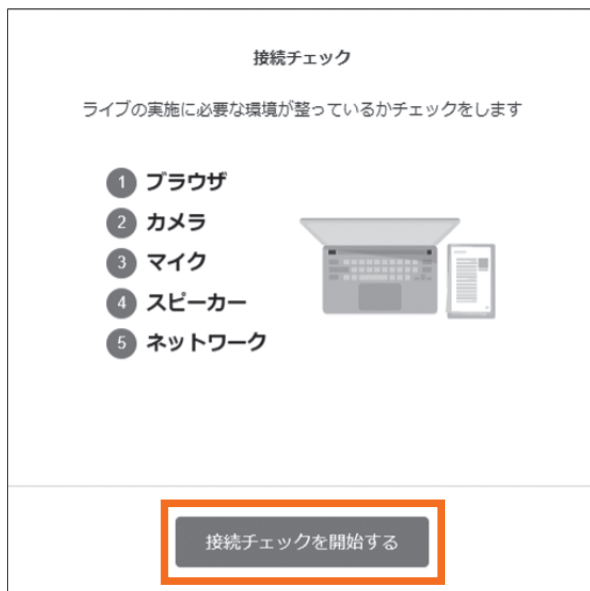 接続チェック
ライブの実施に必要な環境が整っているかチェックをします
1 ブラウザ
2 カメラ
3 マイク
4 スピーカー
5 ネットワーク
接続チェックを開始する